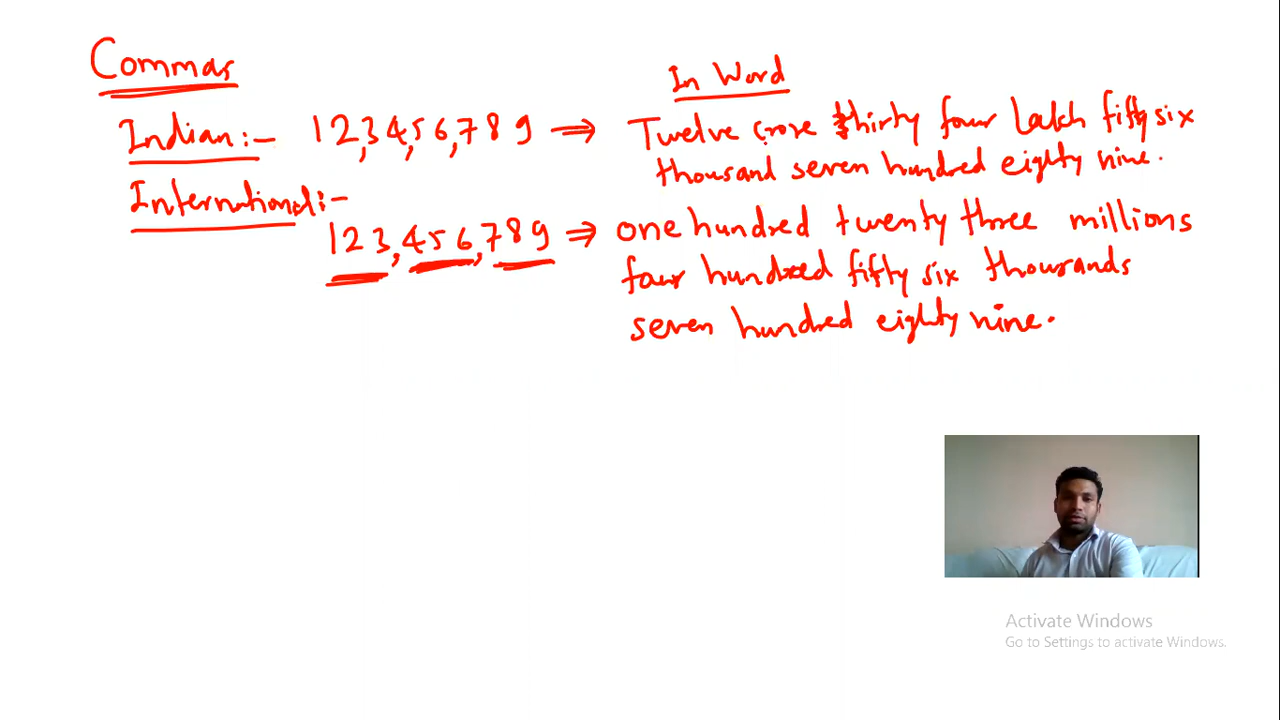 Commas
In Word
Indian:- 12,34,56,789 ⇒ Twelve crore thirty four lakh fifty six
thousand seven hundred eighty nine.
International:-
123,456,789 ⇒ one hundred twenty three millions
four hundred fifty six thousands
seven hundred eighty nine.
Activate Windows
Go to Settings to activate Windows.